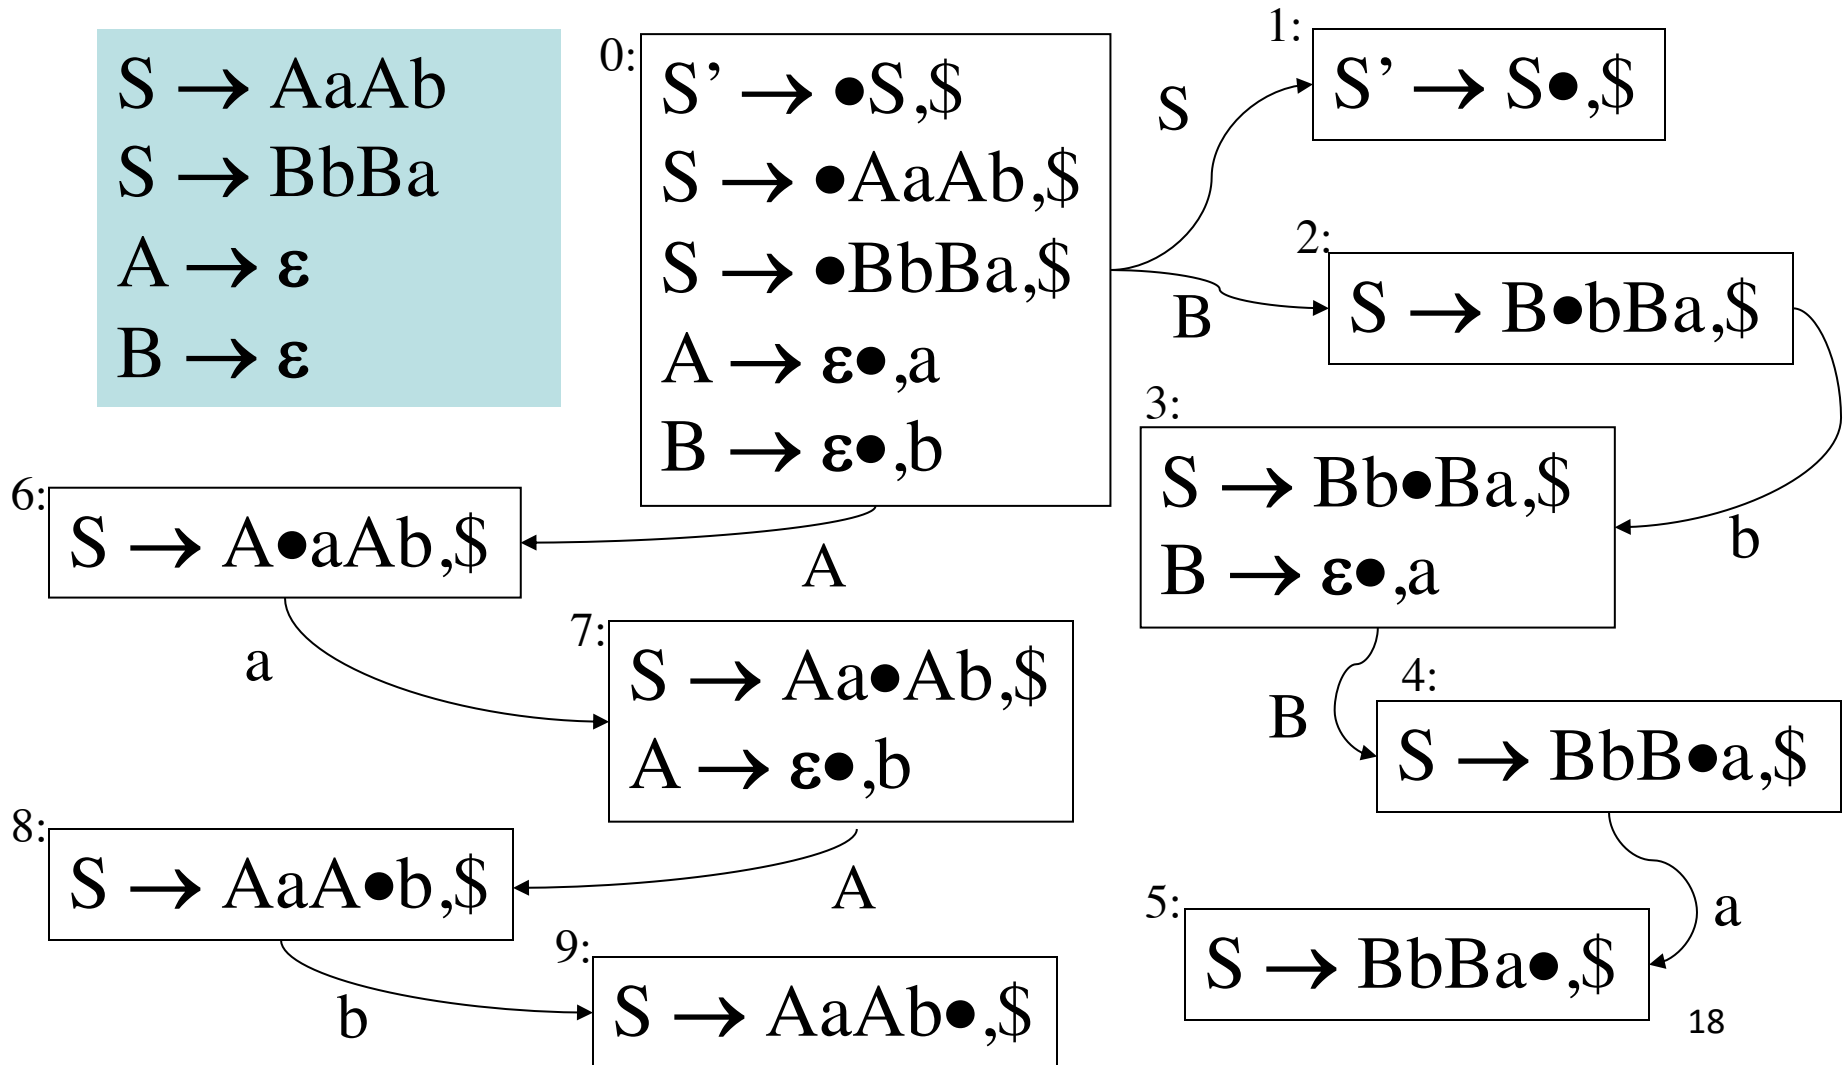 S → AaAb
S → BbBa
A → ε
B → ε
0:
S’ → ●S,$
S → ●AaAb,$
S → ●BbBa,$
A → ε●,a
B → ε●,b
S
1:
S’ → S●,$
B
2:
S → B●bBa,$
b
3:
S → Bb●Ba,$
B → ε●,a
B
4:
S → BbB●a,$
a
5:
S → BbBa●,$
A
6:
S → A●aAb,$
a
7:
S → Aa●Ab,$
A → ε●,b
A
8:
S → AaA●b,$
b
9:
S → AaAb●,$
18